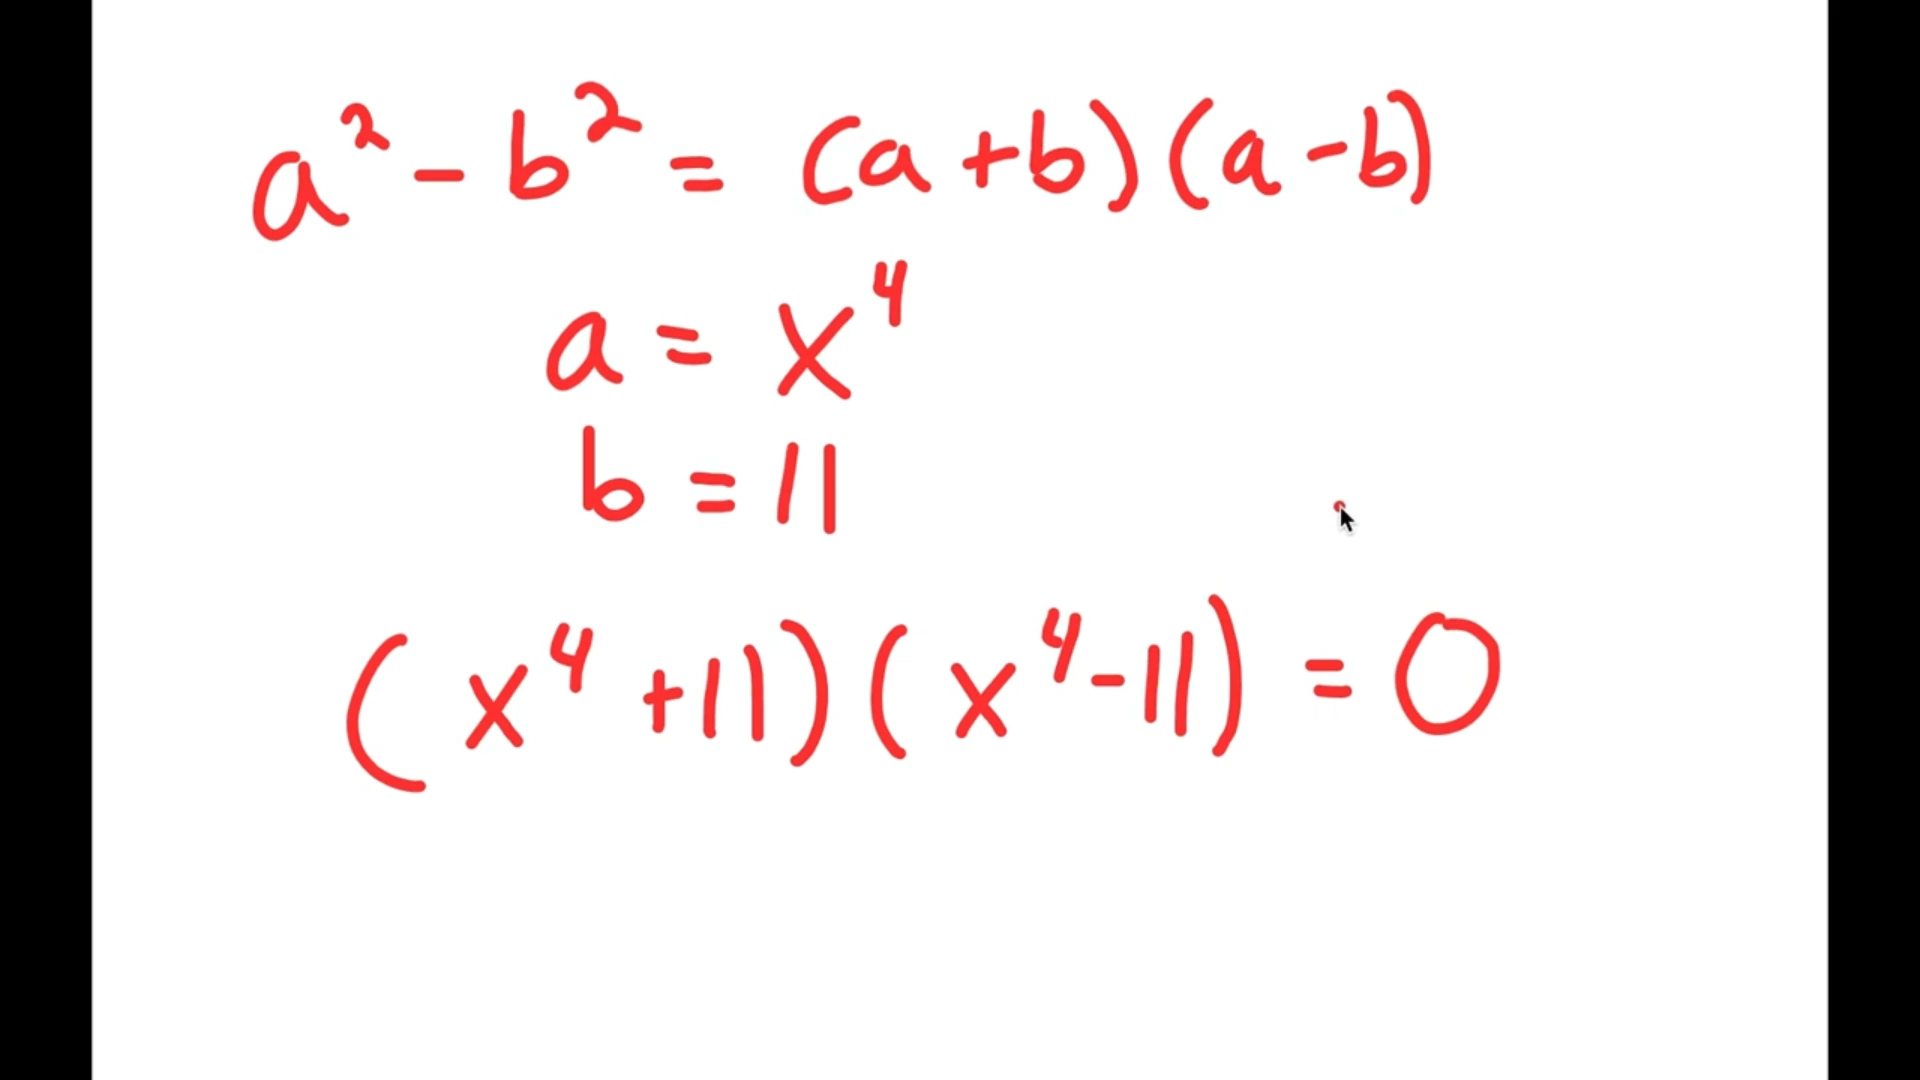 a² - b² = (a + b)(a - b)
a = x⁴
b = 11
(x⁴ + 11)(x⁴ - 11) = 0